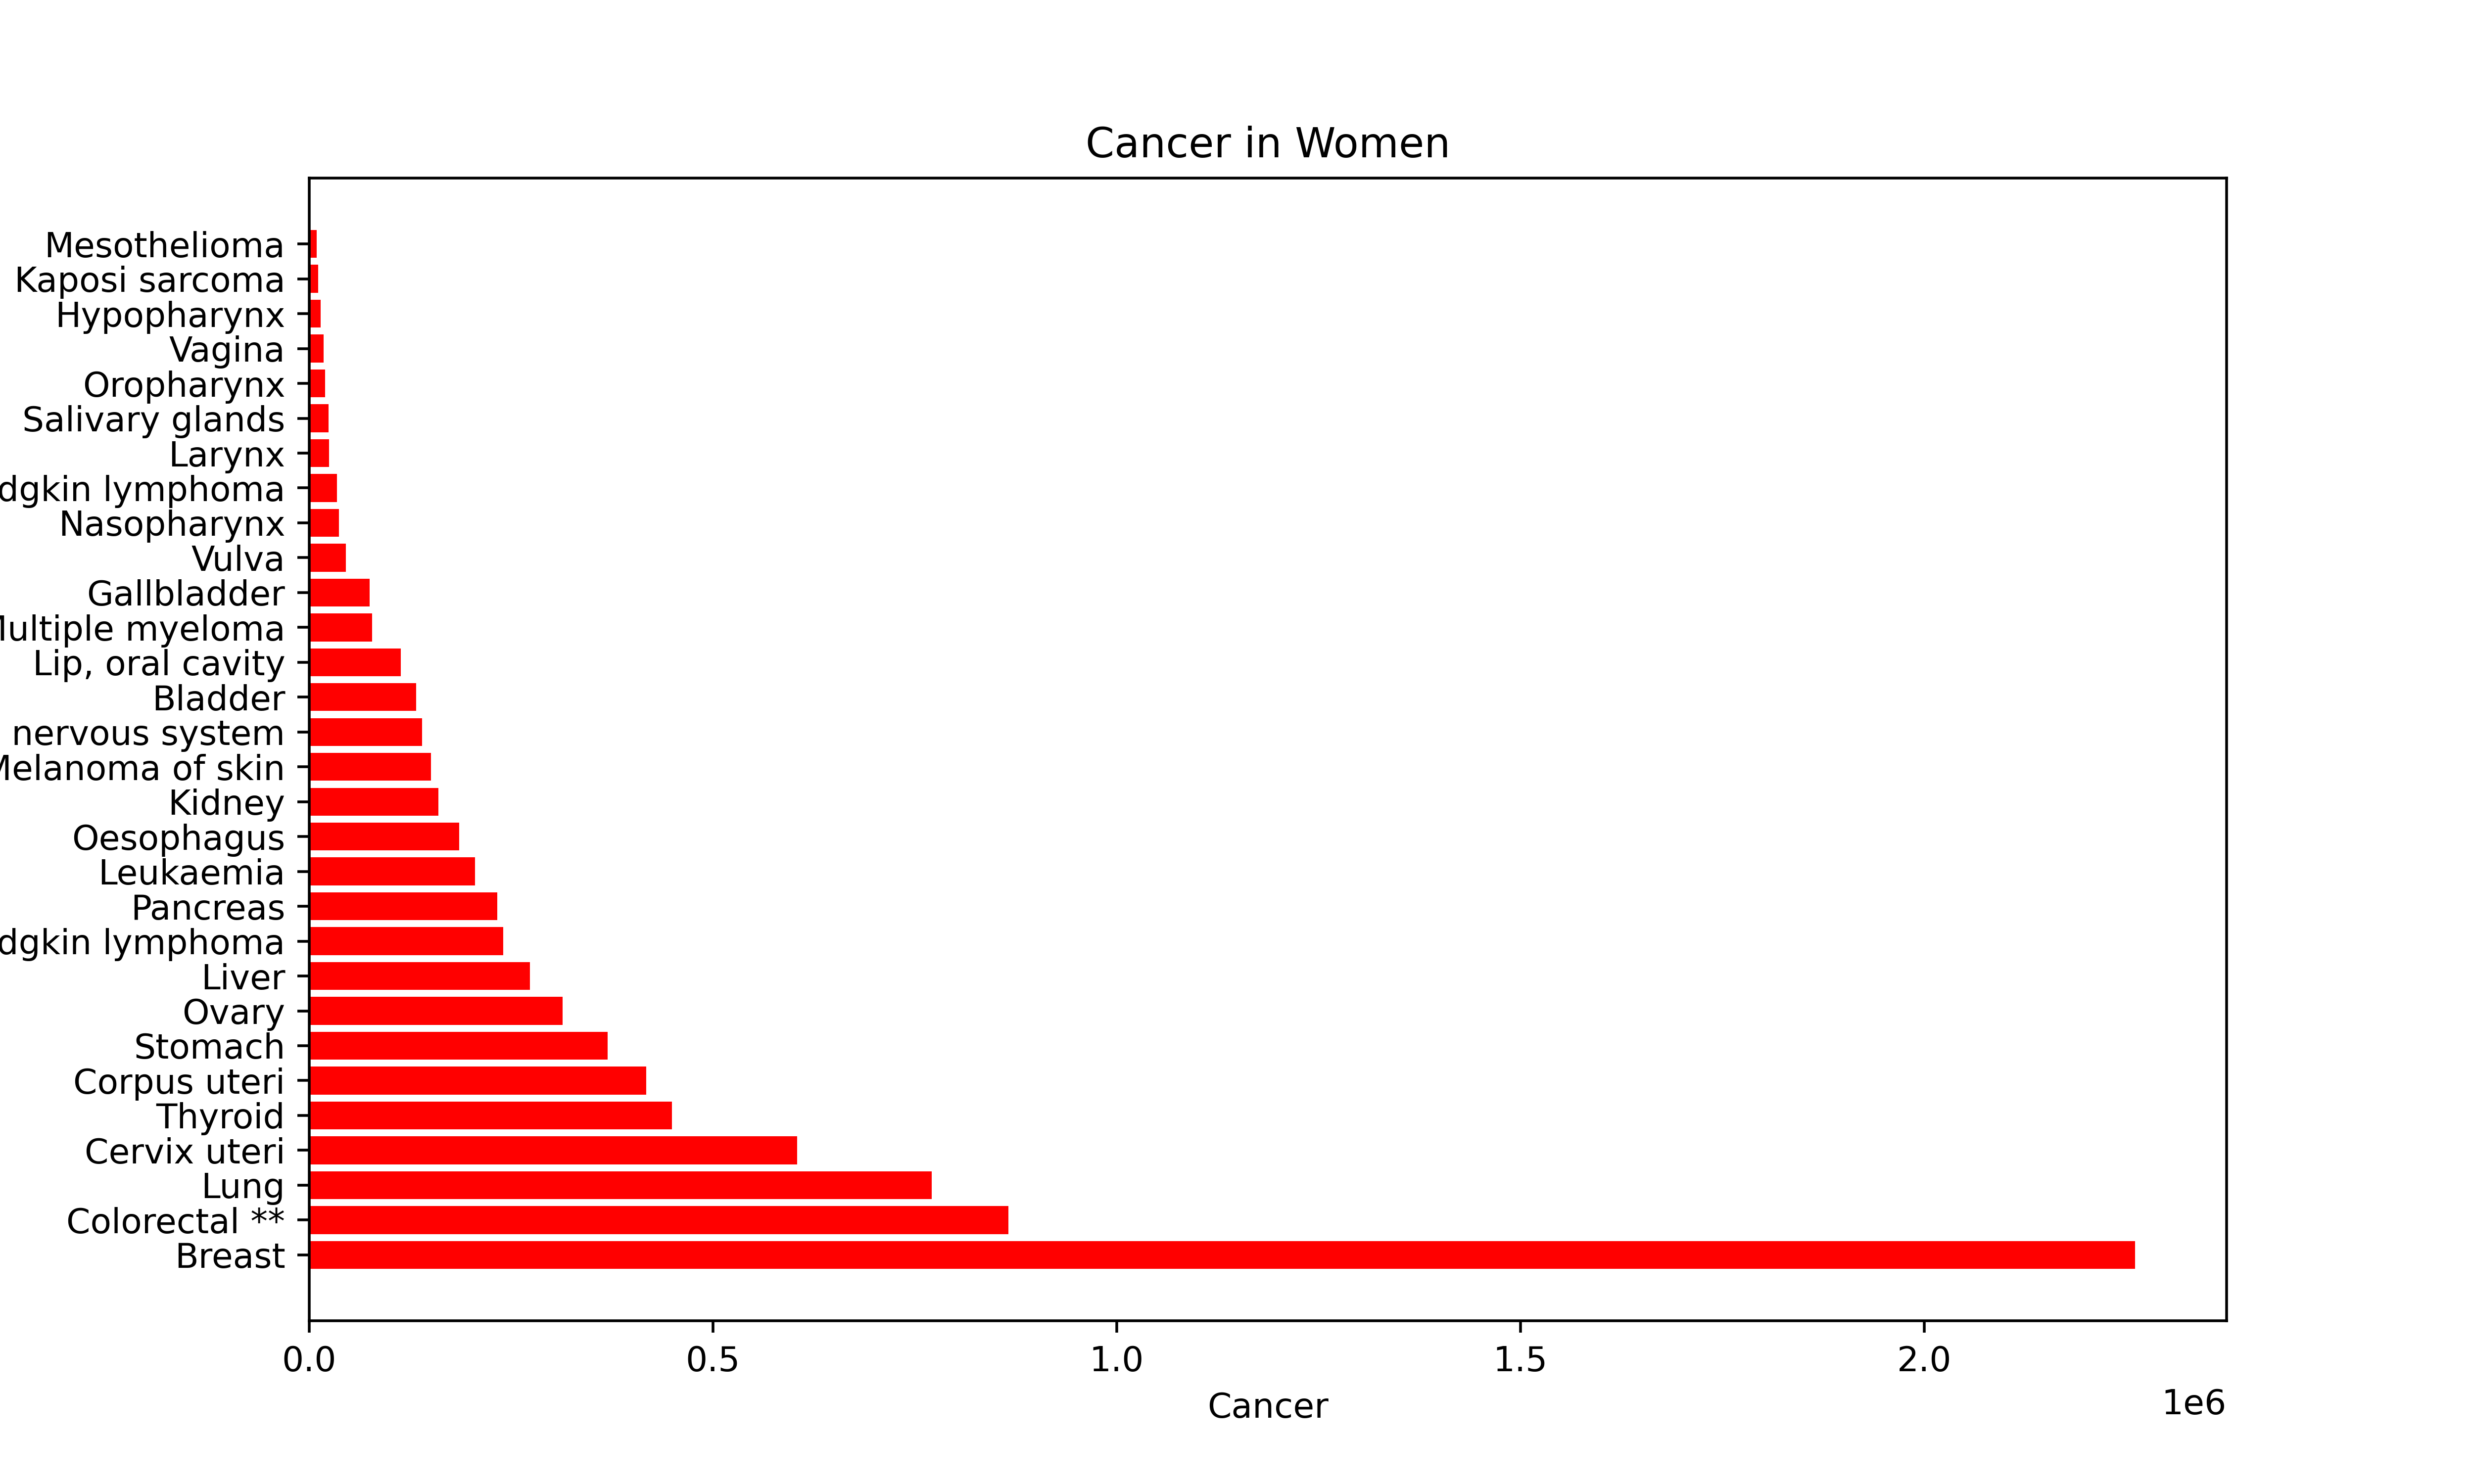 Cancer in Women
Mesothelioma
Kaposi sarcoma
Hypopharynx
Vagina
Oropharynx
Salivary glands
Larynx
dgkin lymphoma
Nasopharynx
Vulva
Gallbladder
Multiple myeloma
Lip, oral cavity
Bladder
nervous system
Melanoma of skin
Kidney
Oesophagus
Leukaemia
Pancreas
dgkin lymphoma
Liver
Ovary
Stomach
Corpus uteri
Thyroid
Cervix uteri
Lung
Colorectal **
Breast
0.0 0.5 1.0 1.5 2.0
Cancer
1e6